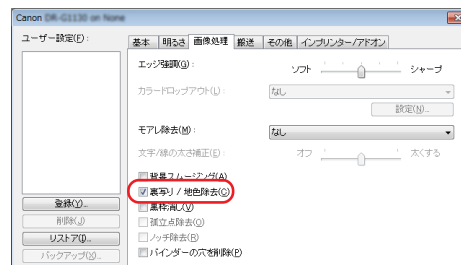 Canon DR-G1130 on None
ユーザー設定(F):
基本 明るさ 画像処理 搬送 その他 インプリンター/アドオン
エッジ強調(G):
ソフト シャープ
カラードロップアウト(L):
なし
設定(N)...
モアレ除去(M):
なし
文字/線の太さ補正(E):
オフ 太くする
背景スムージング(A)
裏写り / 地色除去(C)
黒枠消し(V)
孤立点除去(O)
ノッチ除去(R)
バインダーの穴を削除(P)
登録(Y)...
削除(J)
リストア(I)...
バックアップ(X)...